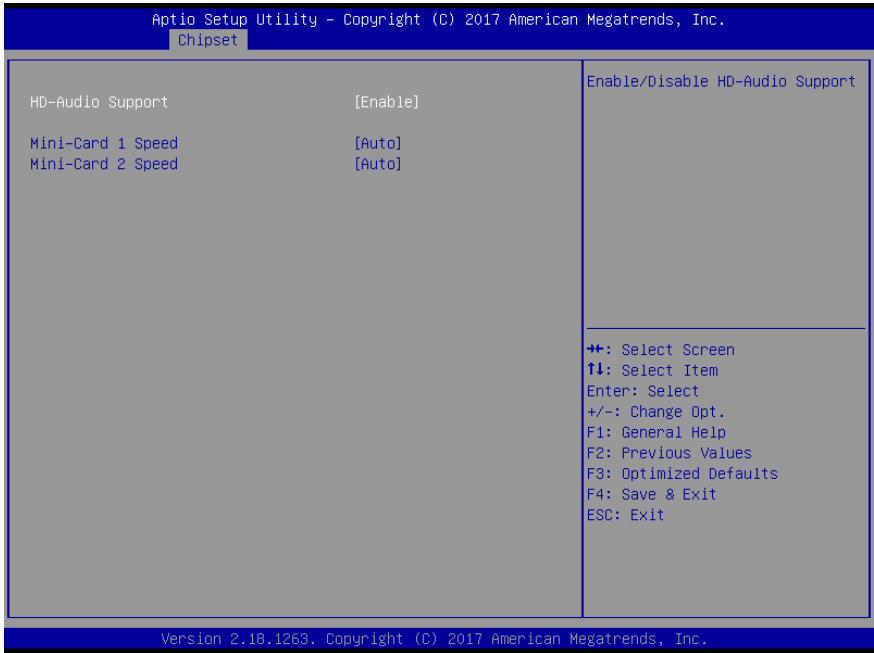 Aptio Setup Utility – Copyright (C) 2017 American Megatrends, Inc.
Chipset
HD-Audio Support [Enable]
Mini-Card 1 Speed [Auto]
Mini-Card 2 Speed [Auto]
Enable/Disable HD-Audio Support
→←: Select Screen
↑↓: Select Item
Enter: Select
+/-: Change Opt.
F1: General Help
F2: Previous Values
F3: Optimized Defaults
F4: Save & Exit
ESC: Exit
Version 2.18.1263. Copyright (C) 2017 American Megatrends, Inc.